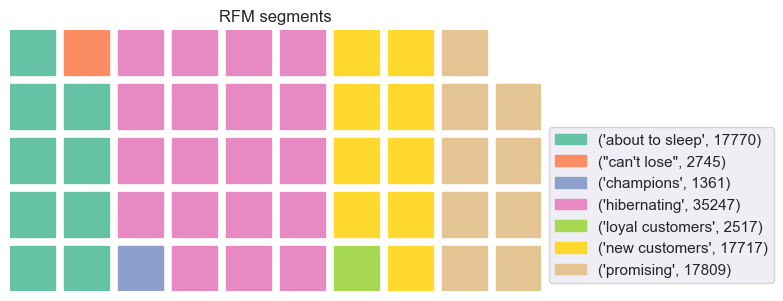 RFM segments
('about to sleep', 17770)
("can't lose", 2745)
('champions', 1361)
('hibernating', 35247)
('loyal customers', 2517)
('new customers', 17717)
('promising', 17809)